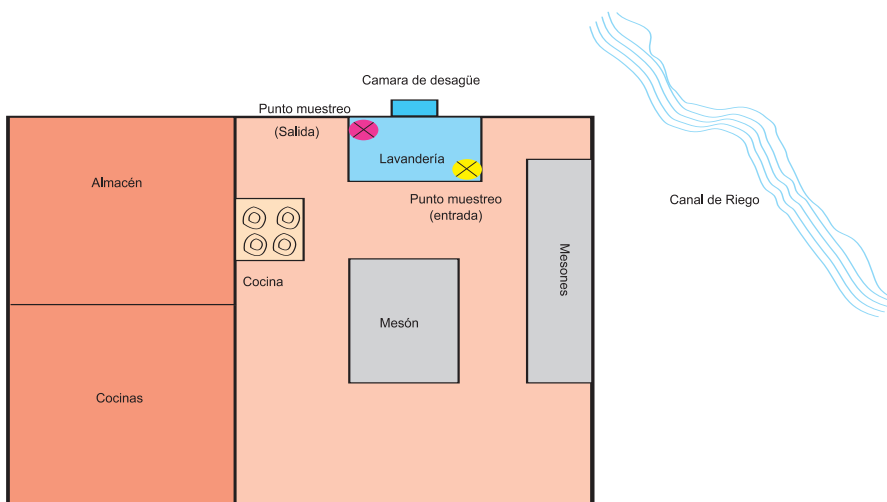 Camara de desagüe
Punto muestreo
(Salida)
Lavandería
Almacén
Punto muestreo
(entrada)
Canal de Riego
Cocina
Mesones
Mesón
Cocinas